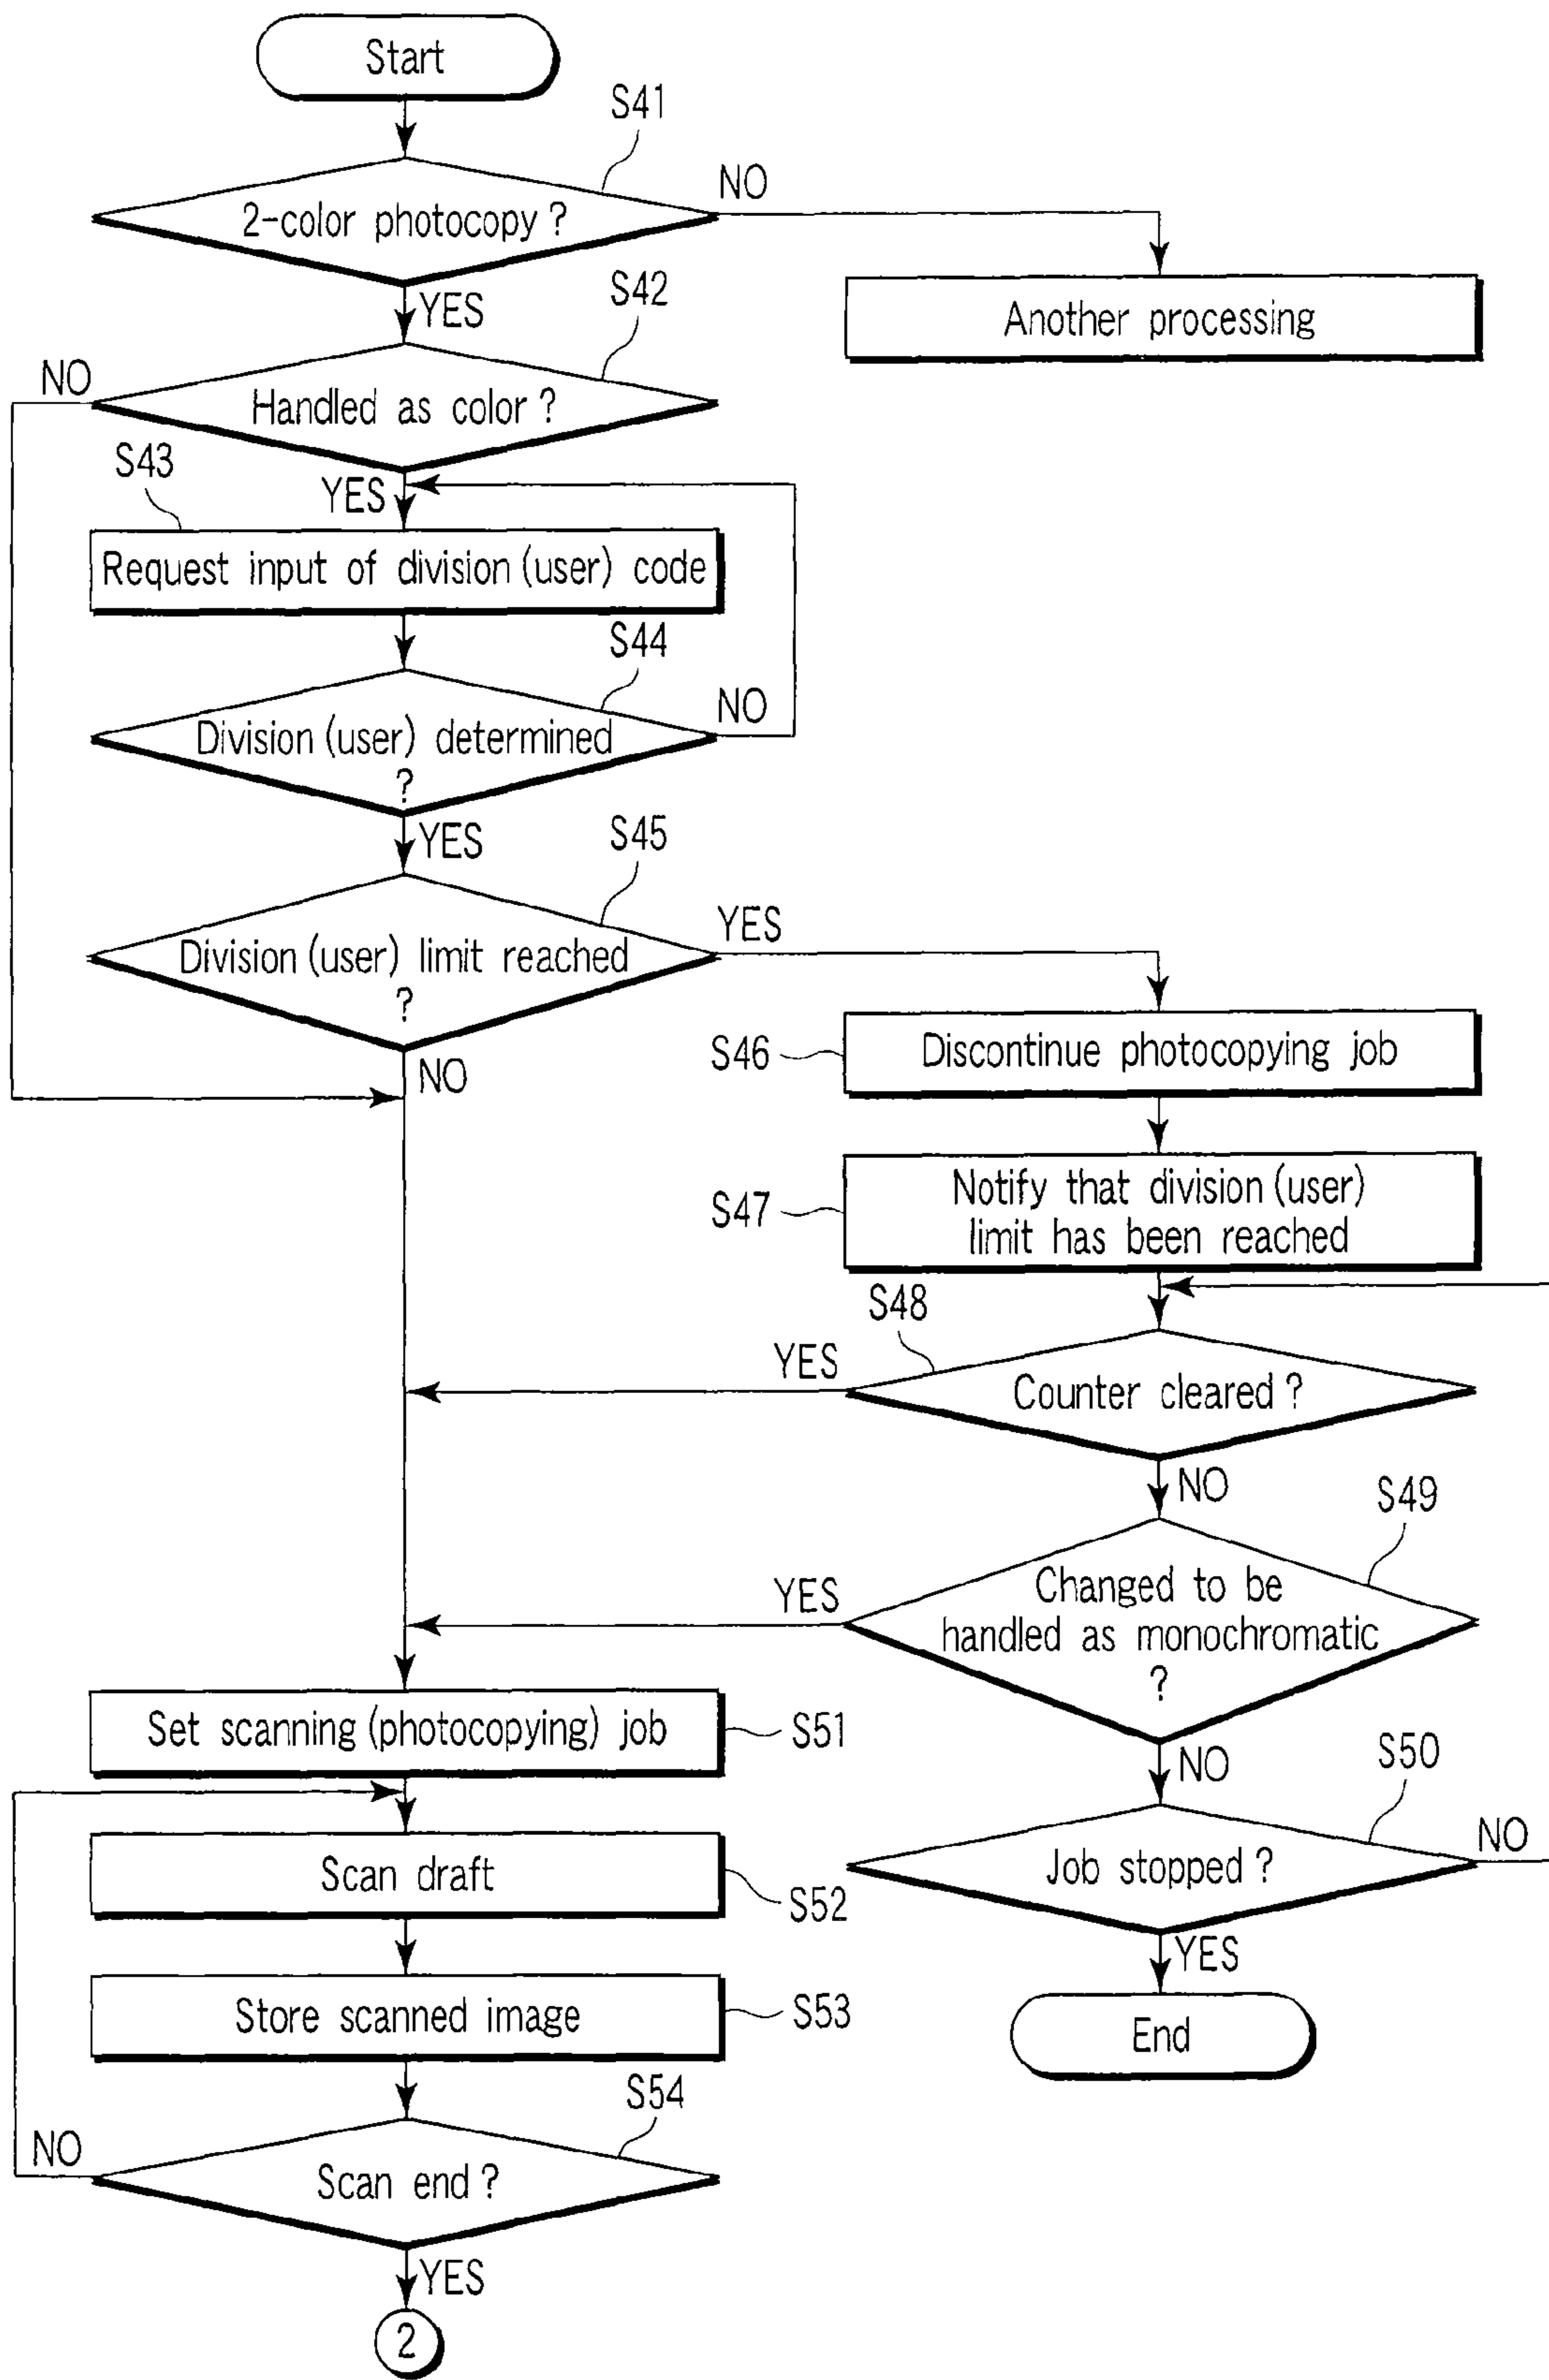 Start
S41
2-color photocopy ?
NO
YES
Another processing
S42
NO
Handled as color ?
S43
YES
Request input of division (user) code
S44
NO
Division (user) determined
?
YES
S45
YES
Division (user) limit reached
?
NO
S46
Discontinue photocopying job
S47
Notify that division (user)
limit has been reached
S48
YES
Counter cleared ?
NO
S49
YES
Changed to be
handled as monochromatic
?
NO
Set scanning (photocopying) job
S51
S50
NO
Job stopped ?
YES
End
Scan draft
S52
Store scanned image
S53
S54
NO
Scan end ?
YES
2